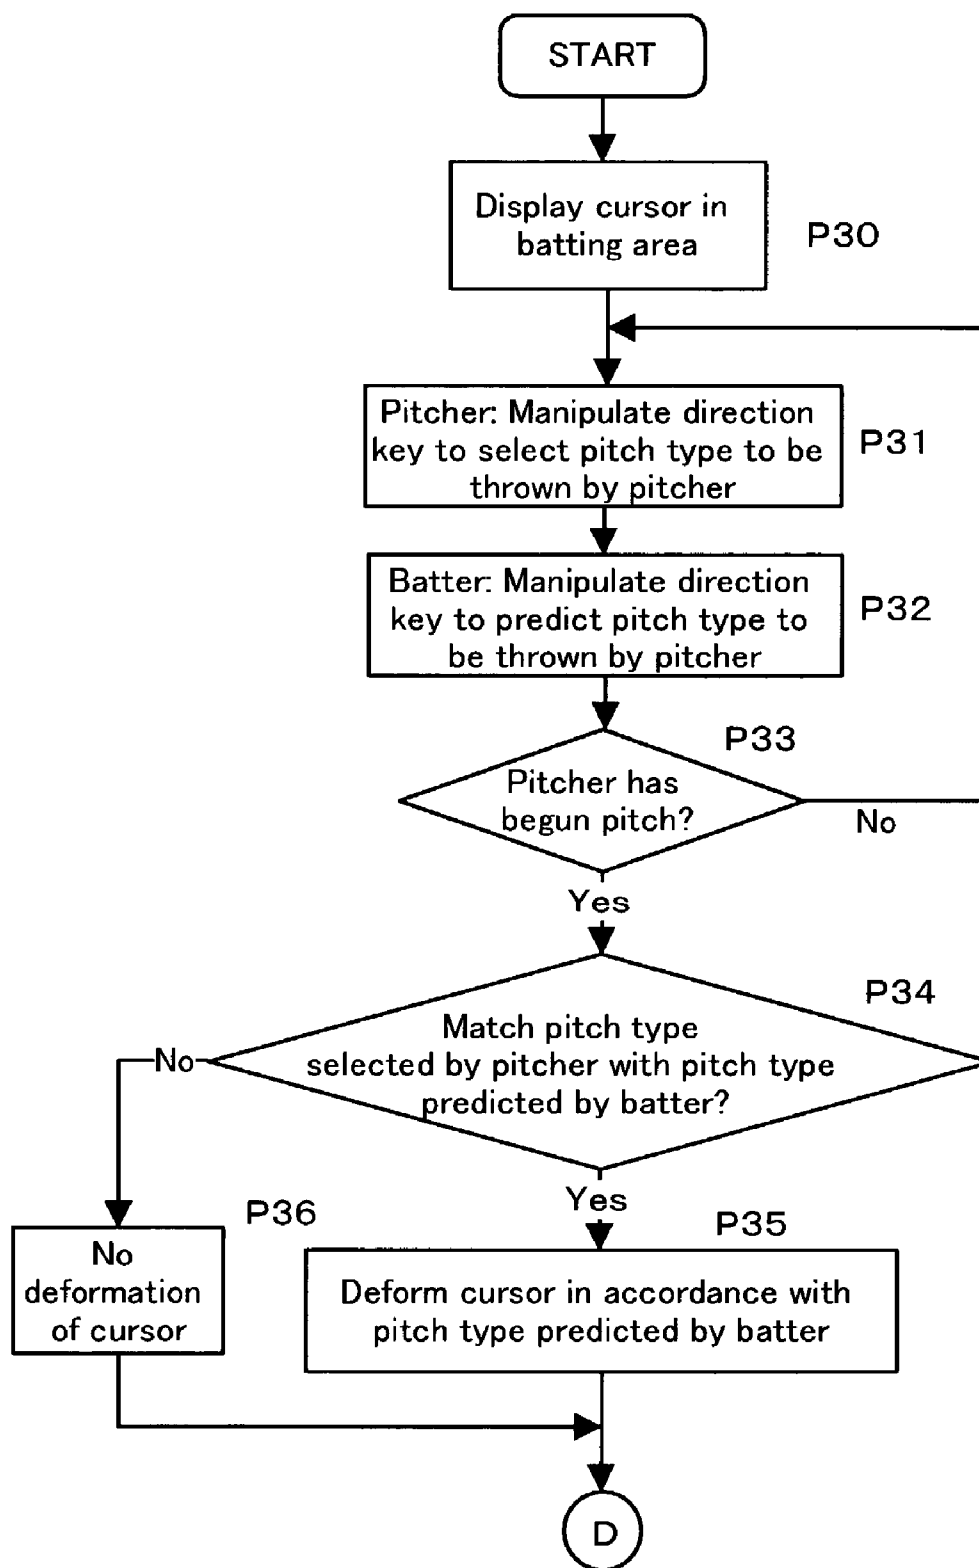 START
Display cursor in
batting area
P30
Pitcher: Manipulate direction
key to select pitch type to be
thrown by pitcher
P31
Batter: Manipulate direction
key to predict pitch type to
be thrown by pitcher
P32
P33
Pitcher has
begun pitch?
No
Yes
P34
Match pitch type
selected by pitcher with pitch type
predicted by batter?
No
Yes
P36
No
deformation
of cursor
P35
Deform cursor in accordance with
pitch type predicted by batter
D